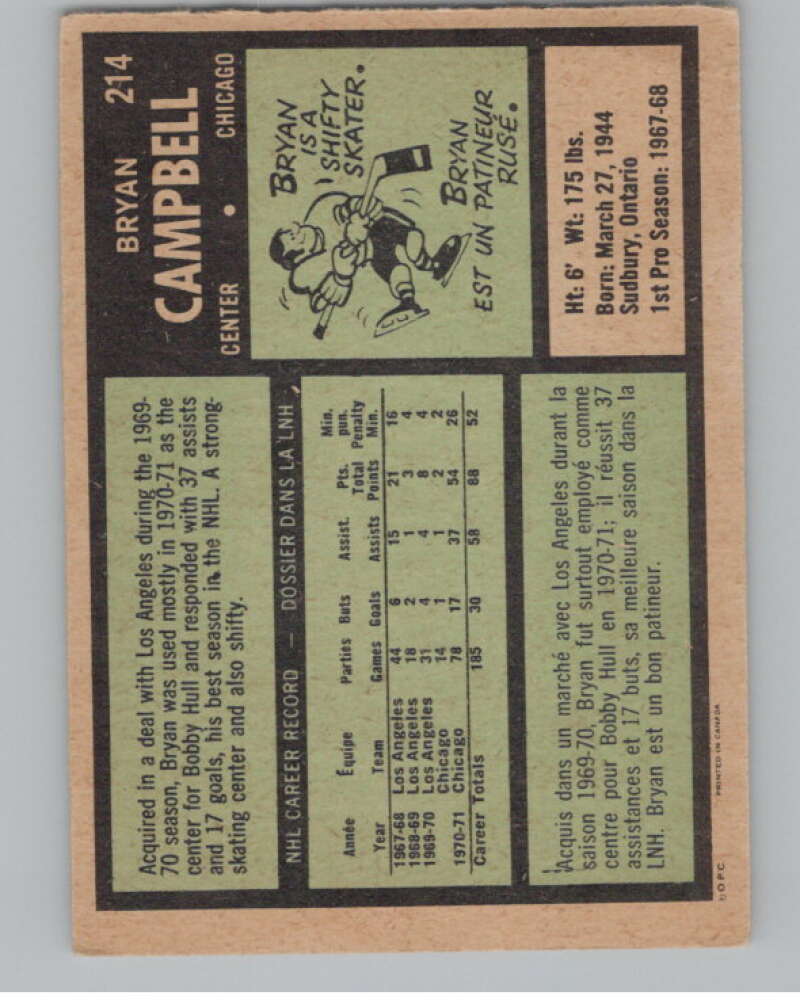 BRYAN 214
CAMPBELL
CENTER • CHICAGO
Acquired in a deal with Los Angeles during the 1969-
70 season, Bryan was used mostly in 1970-71 as the
center for Bobby Hull and responded with 37 assists
and 17 goals, his best season in the NHL. A strong-
skating center and also shifty.
BRYAN
IS A
SHIFTY
SKATER.
BRYAN
EST UN PATINEUR
RUSÉ.
NHL CAREER RECORD — DOSSIER DANS LA LNH
Année Équipe Parties Buts Assist. Pts. Total Min. pun.
Year Team Games Goals Assists Points Penalty Min.
1967-68 Los Angeles 44 6 15 21 16
1968-69 Los Angeles 18 2 1 3 4
1969-70 Los Angeles 31 4 4 8 4
Chicago 14 1 1 2 2
1970-71 Chicago 78 17 37 54 26
Career Totals 185 30 58 88 52
Ht: 6' Wt: 175 lbs.
Born: March 27, 1944
Sudbury, Ontario
1st Pro Season: 1967-68
Acquis dans un marché avec Los Angeles durant la
saison 1969-70, Bryan fut surtout employé comme
centre pour Bobby Hull en 1970-71; il réussit 37
assistances et 17 buts, sa meilleure saison dans la
LNH. Bryan est un bon patineur.
© O.P.C. PRINTED IN CANADA